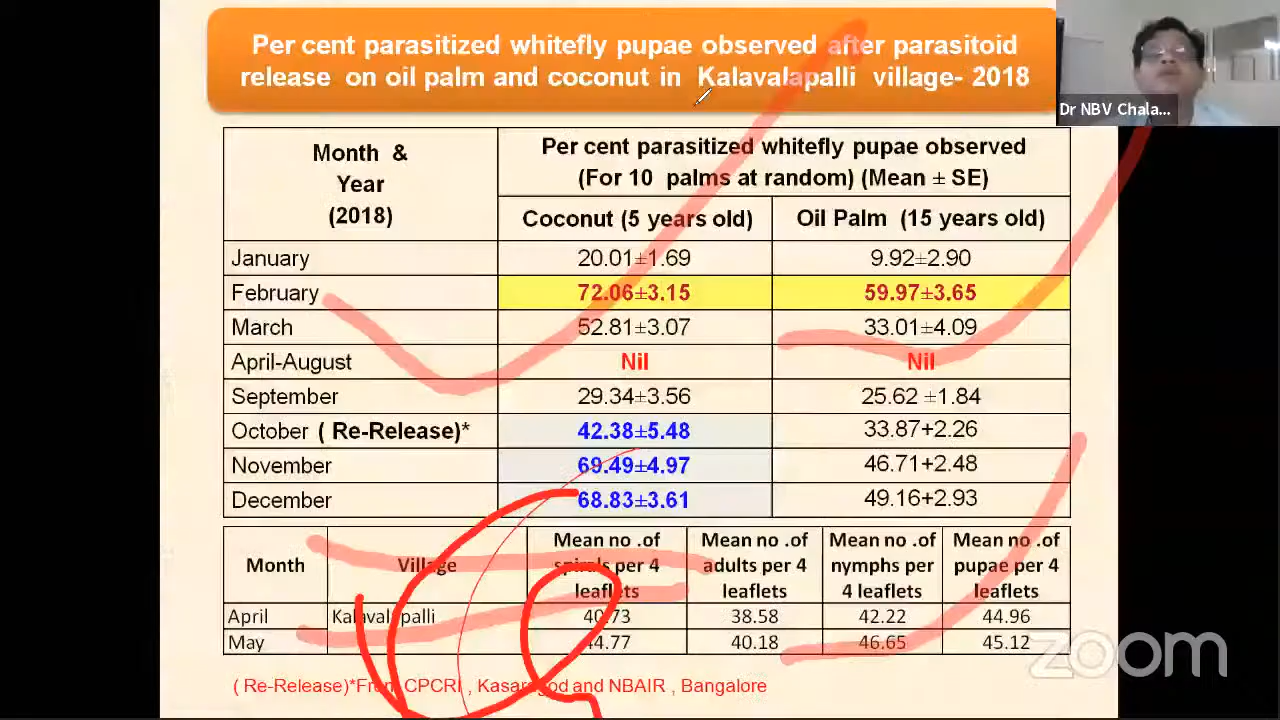 Per cent parasitized whitefly pupae observed after parasitoid
release on oil palm and coconut in Kalavalapalli village- 2018
Dr NBV Chala...
Month &
Year
(2018)
Per cent parasitized whitefly pupae observed
(For 10 palms at random) (Mean ± SE)
Coconut (5 years old) Oil Palm (15 years old)
January 20.01±1.69 9.92±2.90
February 72.06±3.15 59.97±3.65
March 52.81±3.07 33.01±4.09
April-August Nil Nil
September 29.34±3.56 25.62 ±1.84
October ( Re-Release)* 42.38±5.48 33.87+2.26
November 69.49±4.97 46.71+2.48
December 68.83±3.61 49.16+2.93
Month Village
Mean no .of
spirals per 4
leaflets
Mean no .of
adults per 4
leaflets
Mean no .of
nymphs per
4 leaflets
Mean no .of
pupae per 4
leaflets
April Kalavalapalli 40.73 38.58 42.22 44.96
May 44.77 40.18 46.65 45.12
( Re-Release)*From CPCRI , Kasaragod and NBAIR , Bangalore
zoom